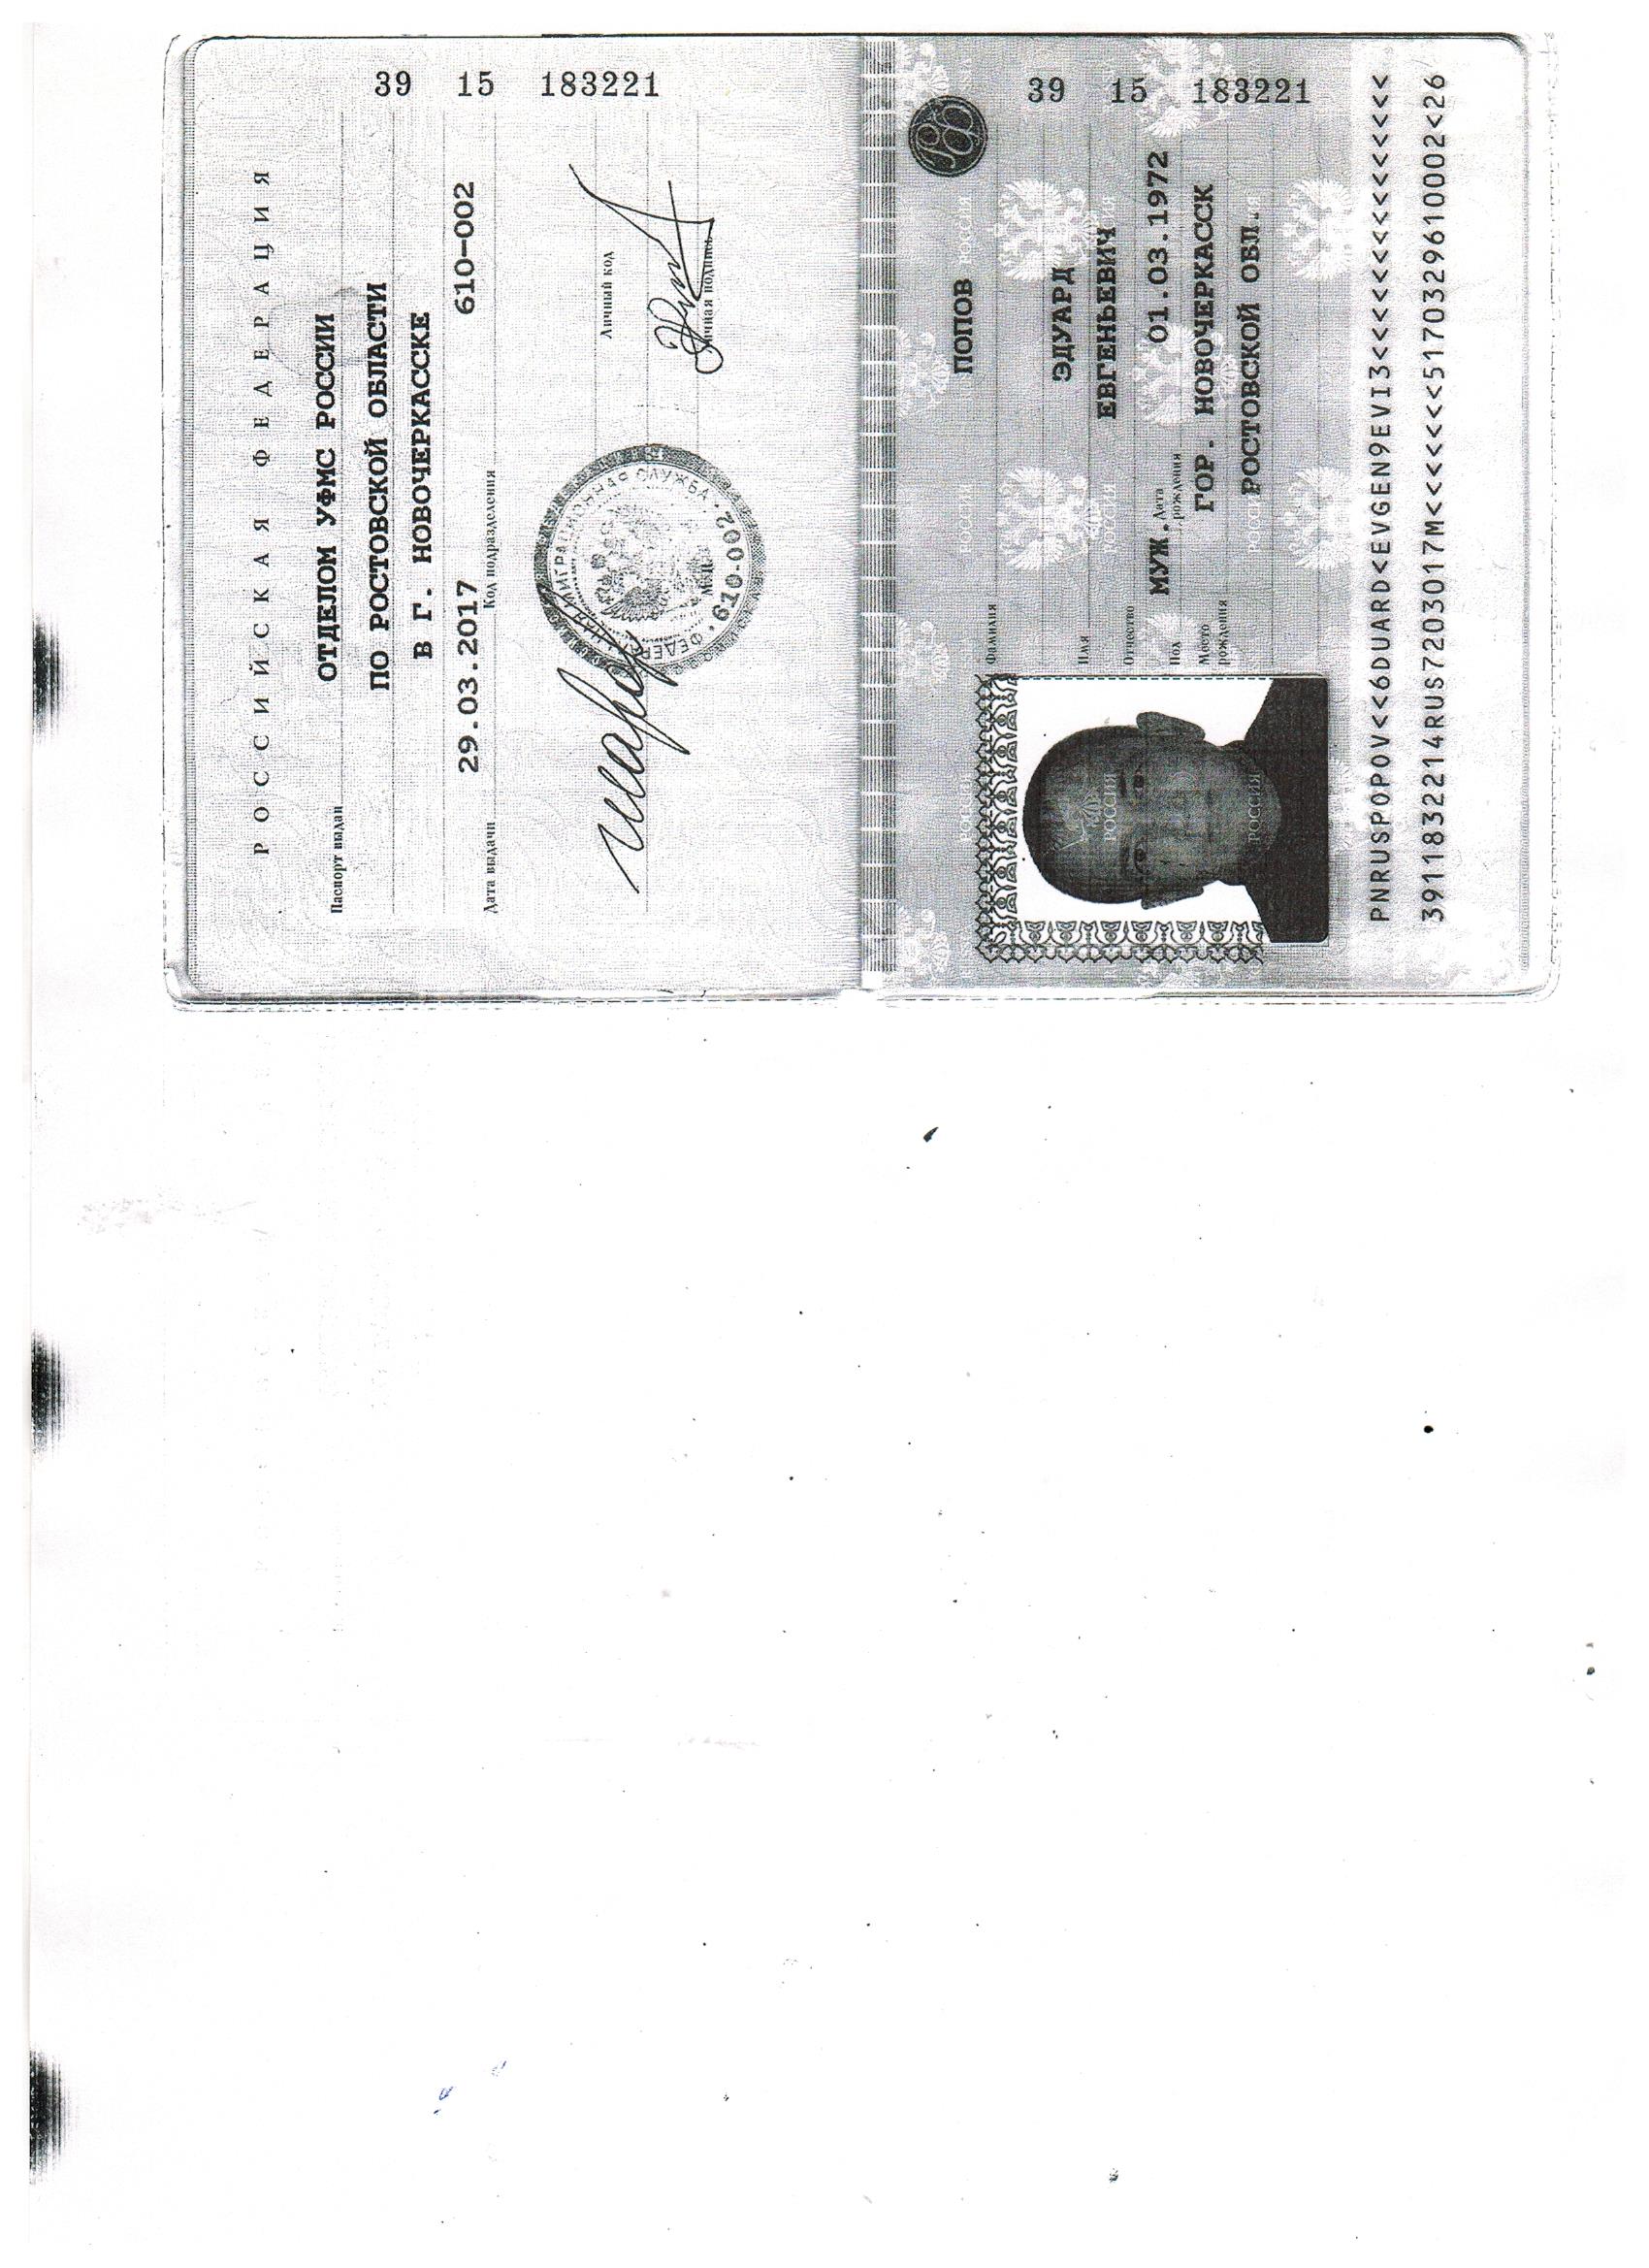 РОССИЙСКАЯ ФЕДЕРАЦИЯ
39 15 183221
Паспорт выдан ОТДЕЛОМ УФМС РОССИИ
ПО РОСТОВСКОЙ ОБЛАСТИ
В Г. НОВОЧЕРКАССКЕ
Дата выдачи 29.03.2017 Код подразделения 610-002
Личный код
Личная подпись
610-002
39 15 183221
Фамилия ПОПОВ
Имя ЭДУАРД
Отчество ЕВГЕНЬЕВИЧ
Пол МУЖ. Дата рождения 01.03.1972
Место рождения ГОР. НОВОЧЕРКАССК
РОСТОВСКОЙ ОБЛ.
РОССИЯ
РОССИЯ
PNRUSPOPOV<<6DUARD<EVGEN9EVI3<<<<<<<<<<<<<<<
3911832214RUS7203017M<<<<<<<5170329610002<26